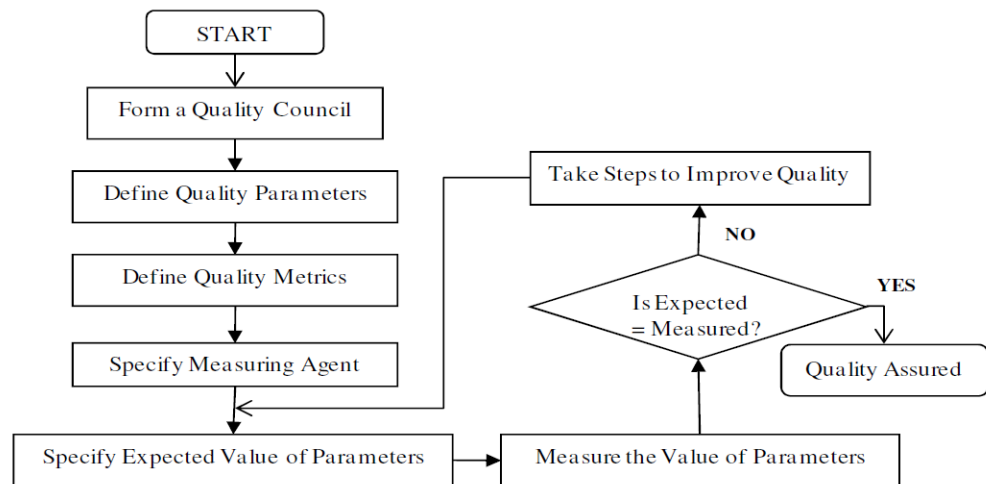 START
Form a Quality Council
Define Quality Parameters
Define Quality Metrics
Specify Measuring Agent
Specify Expected Value of Parameters
Measure the Value of Parameters
Is Expected
= Measured?
NO
Take Steps to Improve Quality
YES
Quality Assured